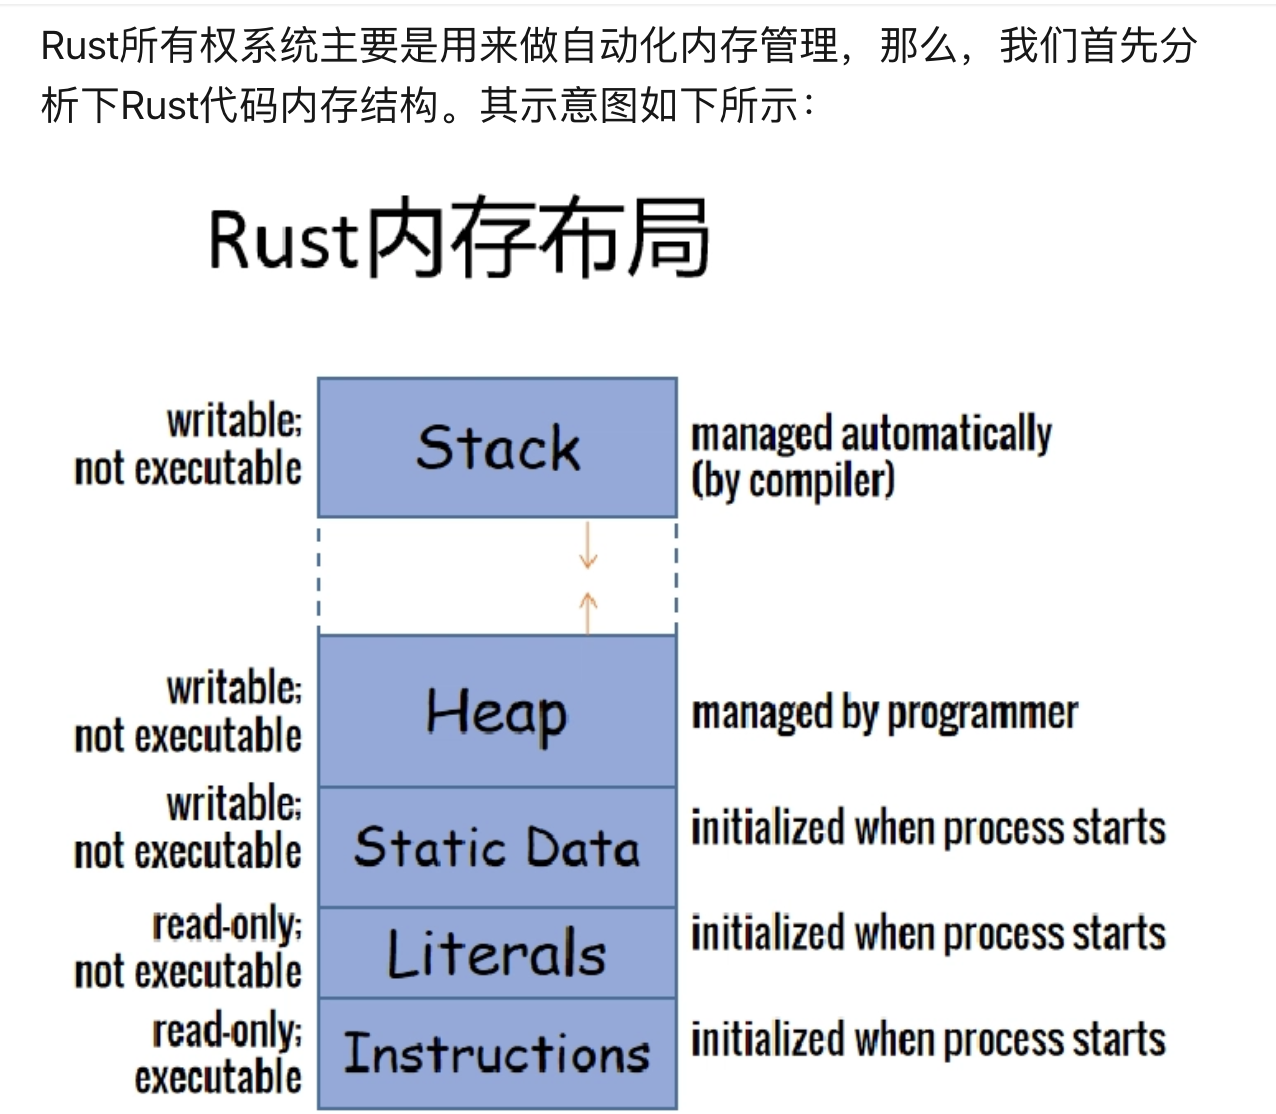 Rust所有权系统主要是用来做自动化内存管理，那么，我们首先分
析下Rust代码内存结构。其示意图如下所示：
Rust内存布局
writable;
not executable
Stack
managed automatically
(by compiler)
writable;
not executable
Heap
managed by programmer
writable;
not executable
Static Data
initialized when process starts
read-only;
not executable
Literals
initialized when process starts
read-only;
executable
Instructions
initialized when process starts